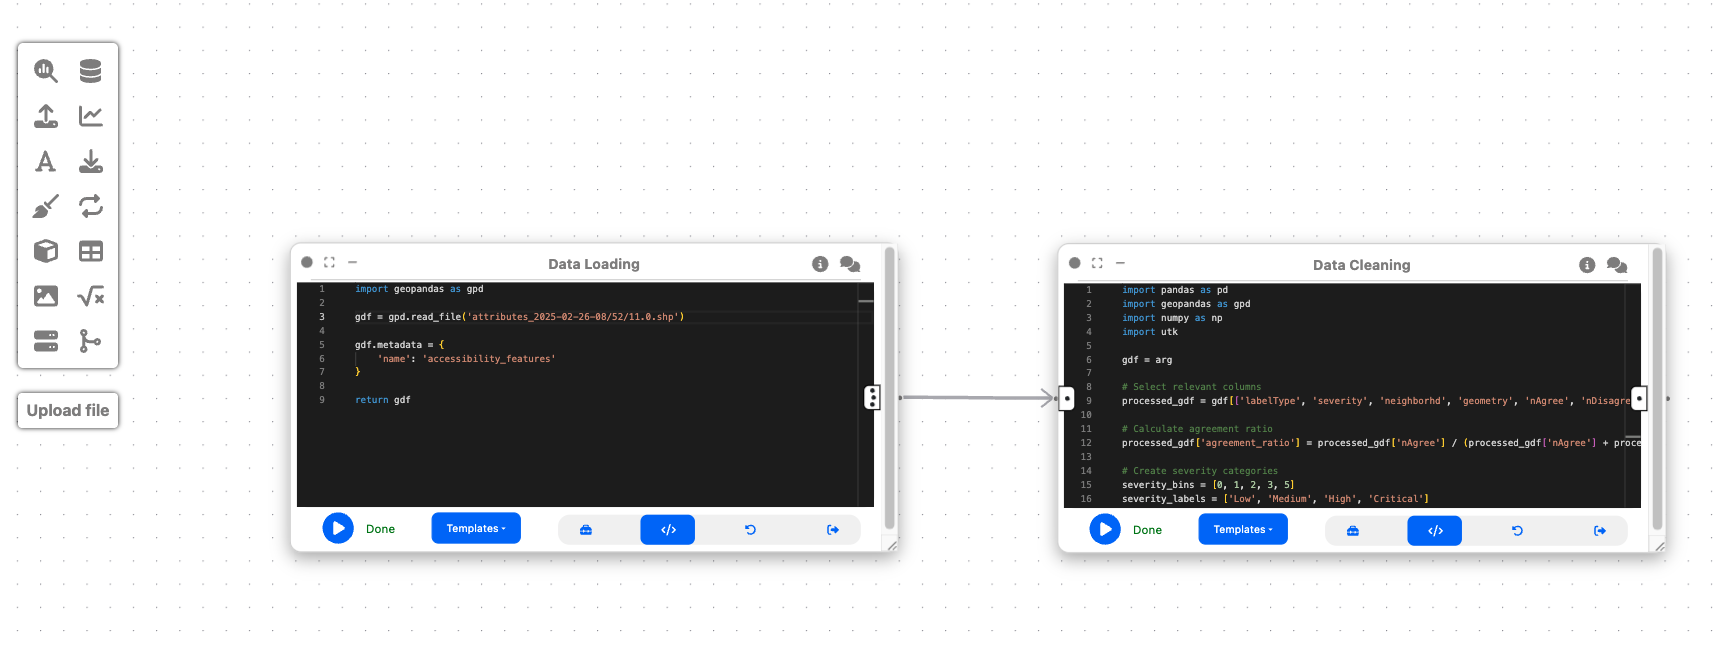 Upload file
Data Loading
1 import geopandas as gpd
2
3 gdf = gpd.read_file('attributes_2025-02-26-08/52/11.0.shp')
4
5 gdf.metadata = {
6 'name': 'accessibility_features'
7 }
8
9 return gdf
Done
Templates
</>
Data Cleaning
1 import pandas as pd
2 import geopandas as gpd
3 import numpy as np
4 import utk
5
6 gdf = arg
7
8 # Select relevant columns
9 processed_gdf = gdf[['labelType', 'severity', 'neighborhd', 'geometry', 'nAgree', 'nDisagre
10
11 # Calculate agreement ratio
12 processed_gdf['agreement_ratio'] = processed_gdf['nAgree'] / (processed_gdf['nAgree'] + proce
13
14 # Create severity categories
15 severity_bins = [0, 1, 2, 3, 5]
16 severity_labels = ['Low', 'Medium', 'High', 'Critical']
Done
Templates
</>